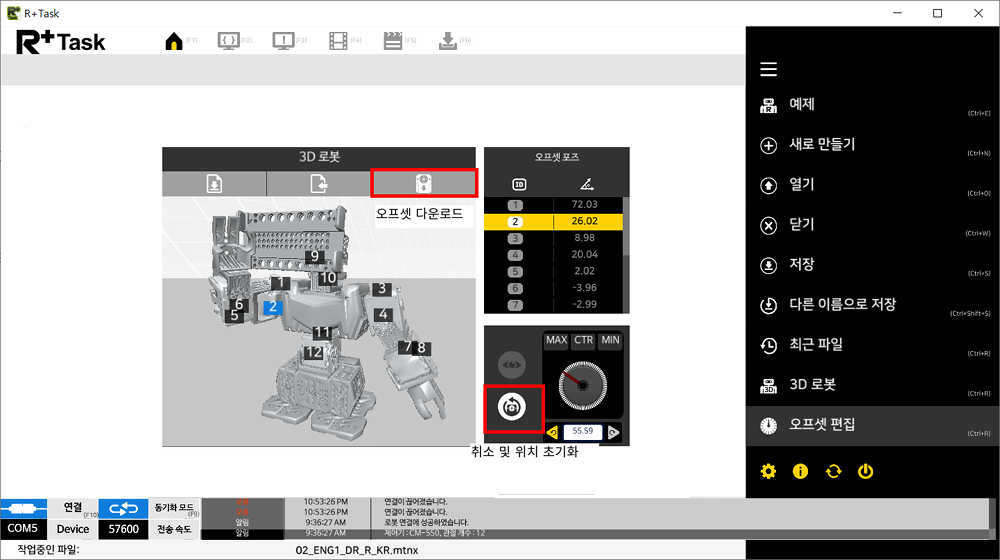 R+Task
R+Task
(F1)
(F2)
(F3)
(F4)
(F5)
(F6)
예제
(Ctrl+E)
새로 만들기
(Ctrl+N)
열기
(Ctrl+O)
닫기
(Ctrl+W)
저장
(Ctrl+S)
다른 이름으로 저장
(Ctrl+Shift+S)
최근 파일
(Ctrl+R)
3D 로봇
(Ctrl+R)
오프셋 편집
(Ctrl+R)
3D 로봇
오프셋 다운로드
9
10
1
2
3
4
6
5
11
12
7
8
오프셋 포즈
ID
1 72.03
2 26.02
3 8.98
4 20.04
5 2.02
6 -3.96
7 -2.99
MAX CTR MIN
55.59
취소 및 위치 초기화
연결
(F10)
동기화 모드
(F9)
COM5
Device
57600
전송 속도
10:53:26 PM 연결이 끊어졌습니다.
10:53:26 PM 연결이 끊어졌습니다.
알림 9:36:27 AM 로봇 연결에 성공하였습니다.
알림 9:36:27 AM 제어기 : CM-550, 관절 개수 : 12
작업중인 파일: 02_ENG1_DR_R_KR.mtnx